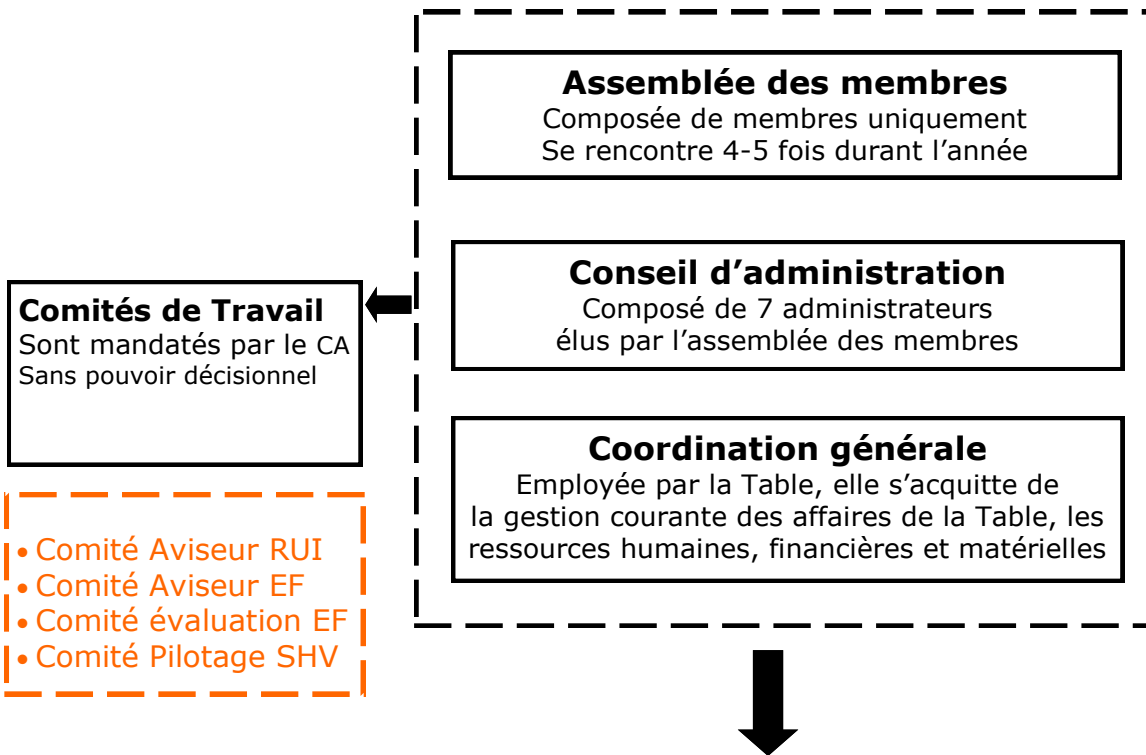 Assemblée des membres
Composée de membres uniquement
Se rencontre 4-5 fois durant l’année
Conseil d’administration
Composé de 7 administrateurs
élus par l’assemblée des membres
Comités de Travail
Sont mandatés par le CA
Sans pouvoir décisionnel
Coordination générale
Employée par la Table, elle s’acquitte de
la gestion courante des affaires de la Table, les
ressources humaines, financières et matérielles
• Comité Aviseur RUI
• Comité Aviseur EF
• Comité évaluation EF
• Comité Pilotage SHV